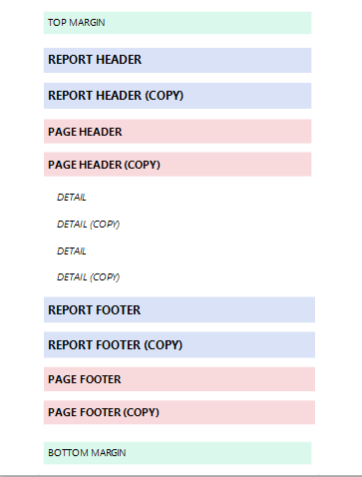 TOP MARGIN
REPORT HEADER
REPORT HEADER (COPY)
PAGE HEADER
PAGE HEADER (COPY)
DETAIL
DETAIL (COPY)
DETAIL
DETAIL (COPY)
REPORT FOOTER
REPORT FOOTER (COPY)
PAGE FOOTER
PAGE FOOTER (COPY)
BOTTOM MARGIN